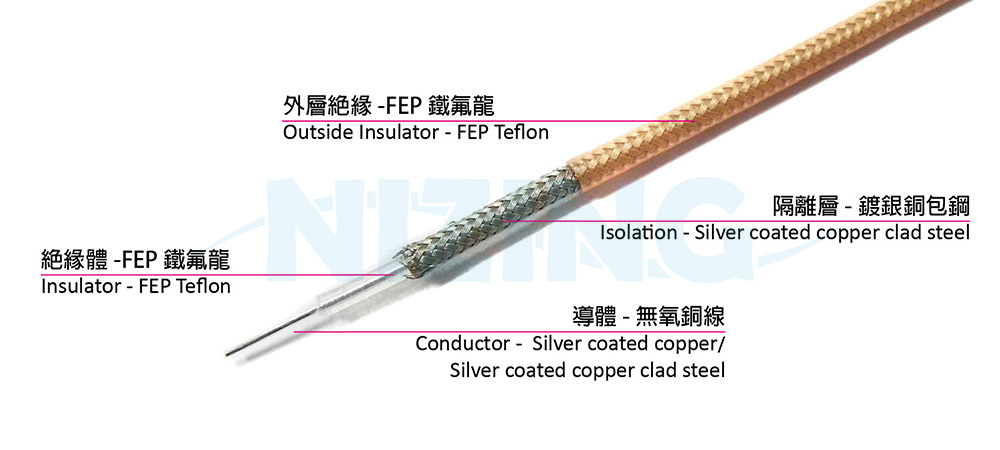 外層絕緣 -FEP 鐵氟龍
Outside Insulator - FEP Teflon
隔離層 - 鍍銀銅包鋼
Isolation - Silver coated copper clad steel
絕緣體 -FEP 鐵氟龍
Insulator - FEP Teflon
導體 - 無氧銅線
Conductor -  Silver coated copper/
Silver coated copper clad steel
NIZING